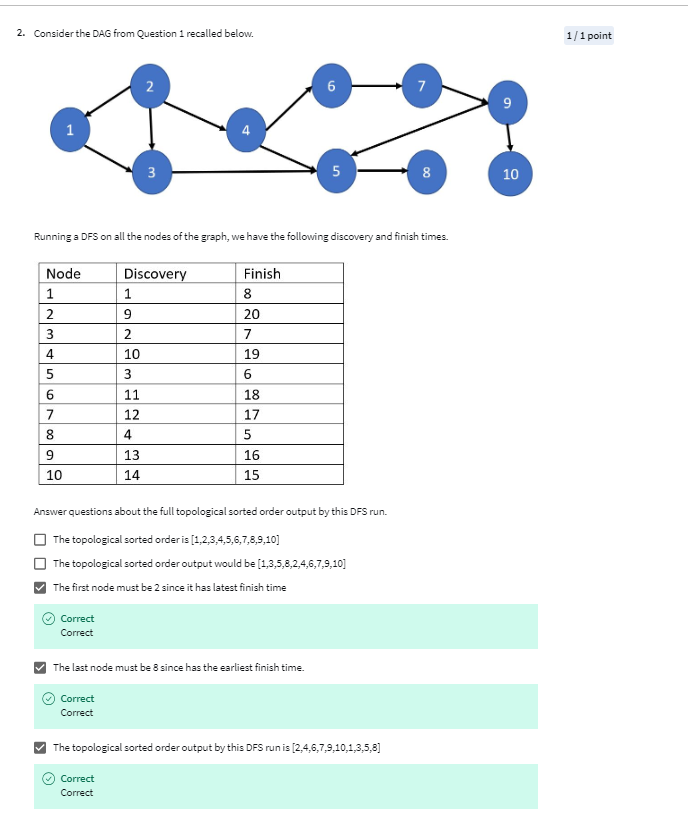 2. Consider the DAG from Question 1 recalled below.
1 / 1 point
2
6
7
9
1
4
3
5
8
10
Running a DFS on all the nodes of the graph, we have the following discovery and finish times.
Node Discovery Finish
1 1 8
2 9 20
3 2 7
4 10 19
5 3 6
6 11 18
7 12 17
8 4 5
9 13 16
10 14 15
Answer questions about the full topological sorted order output by this DFS run.
The topological sorted order is [1,2,3,4,5,6,7,8,9,10]
The topological sorted order output would be [1,3,5,8,2,4,6,7,9,10]
The first node must be 2 since it has latest finish time
Correct
Correct
The last node must be 8 since has the earliest finish time.
Correct
Correct
The topological sorted order output by this DFS run is [2,4,6,7,9,10,1,3,5,8]
Correct
Correct